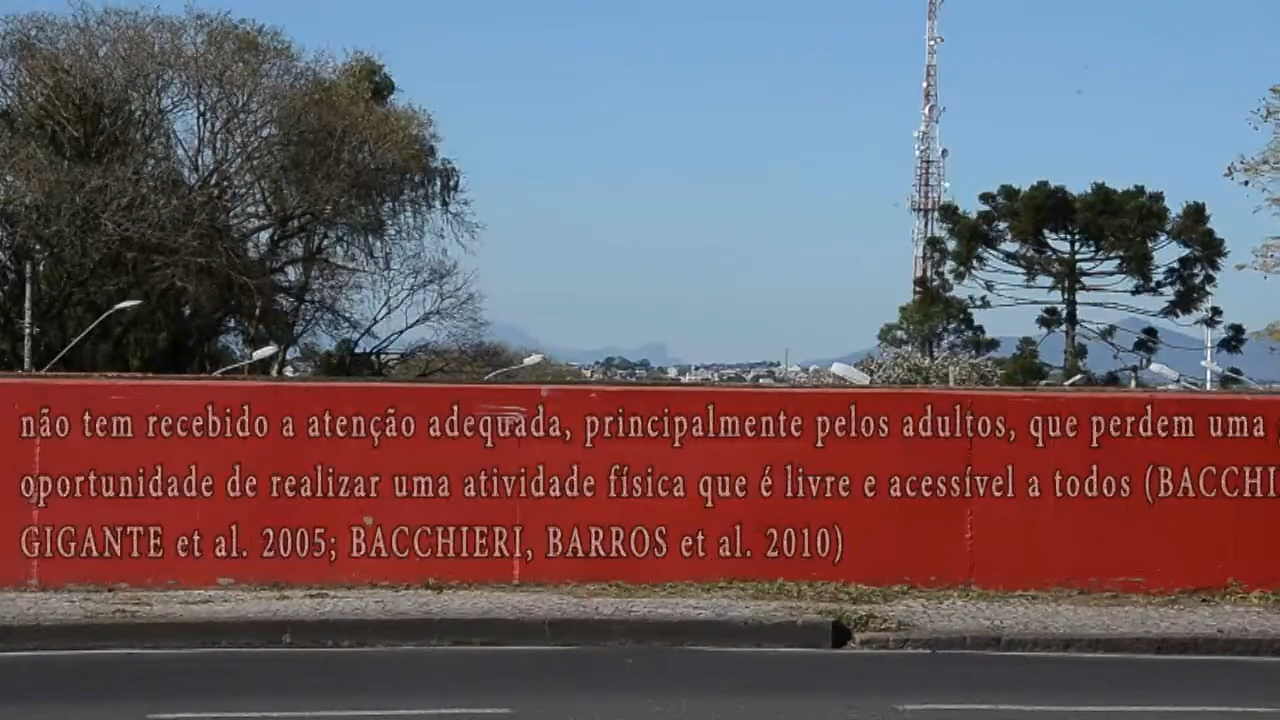 não tem recebido a atenção adequada, principalmente pelos adultos, que perdem uma
oportunidade de realizar uma atividade física que é livre e acessível a todos (BACCHI
GIGANTE et al. 2005; BACCHIERI, BARROS et al. 2010)